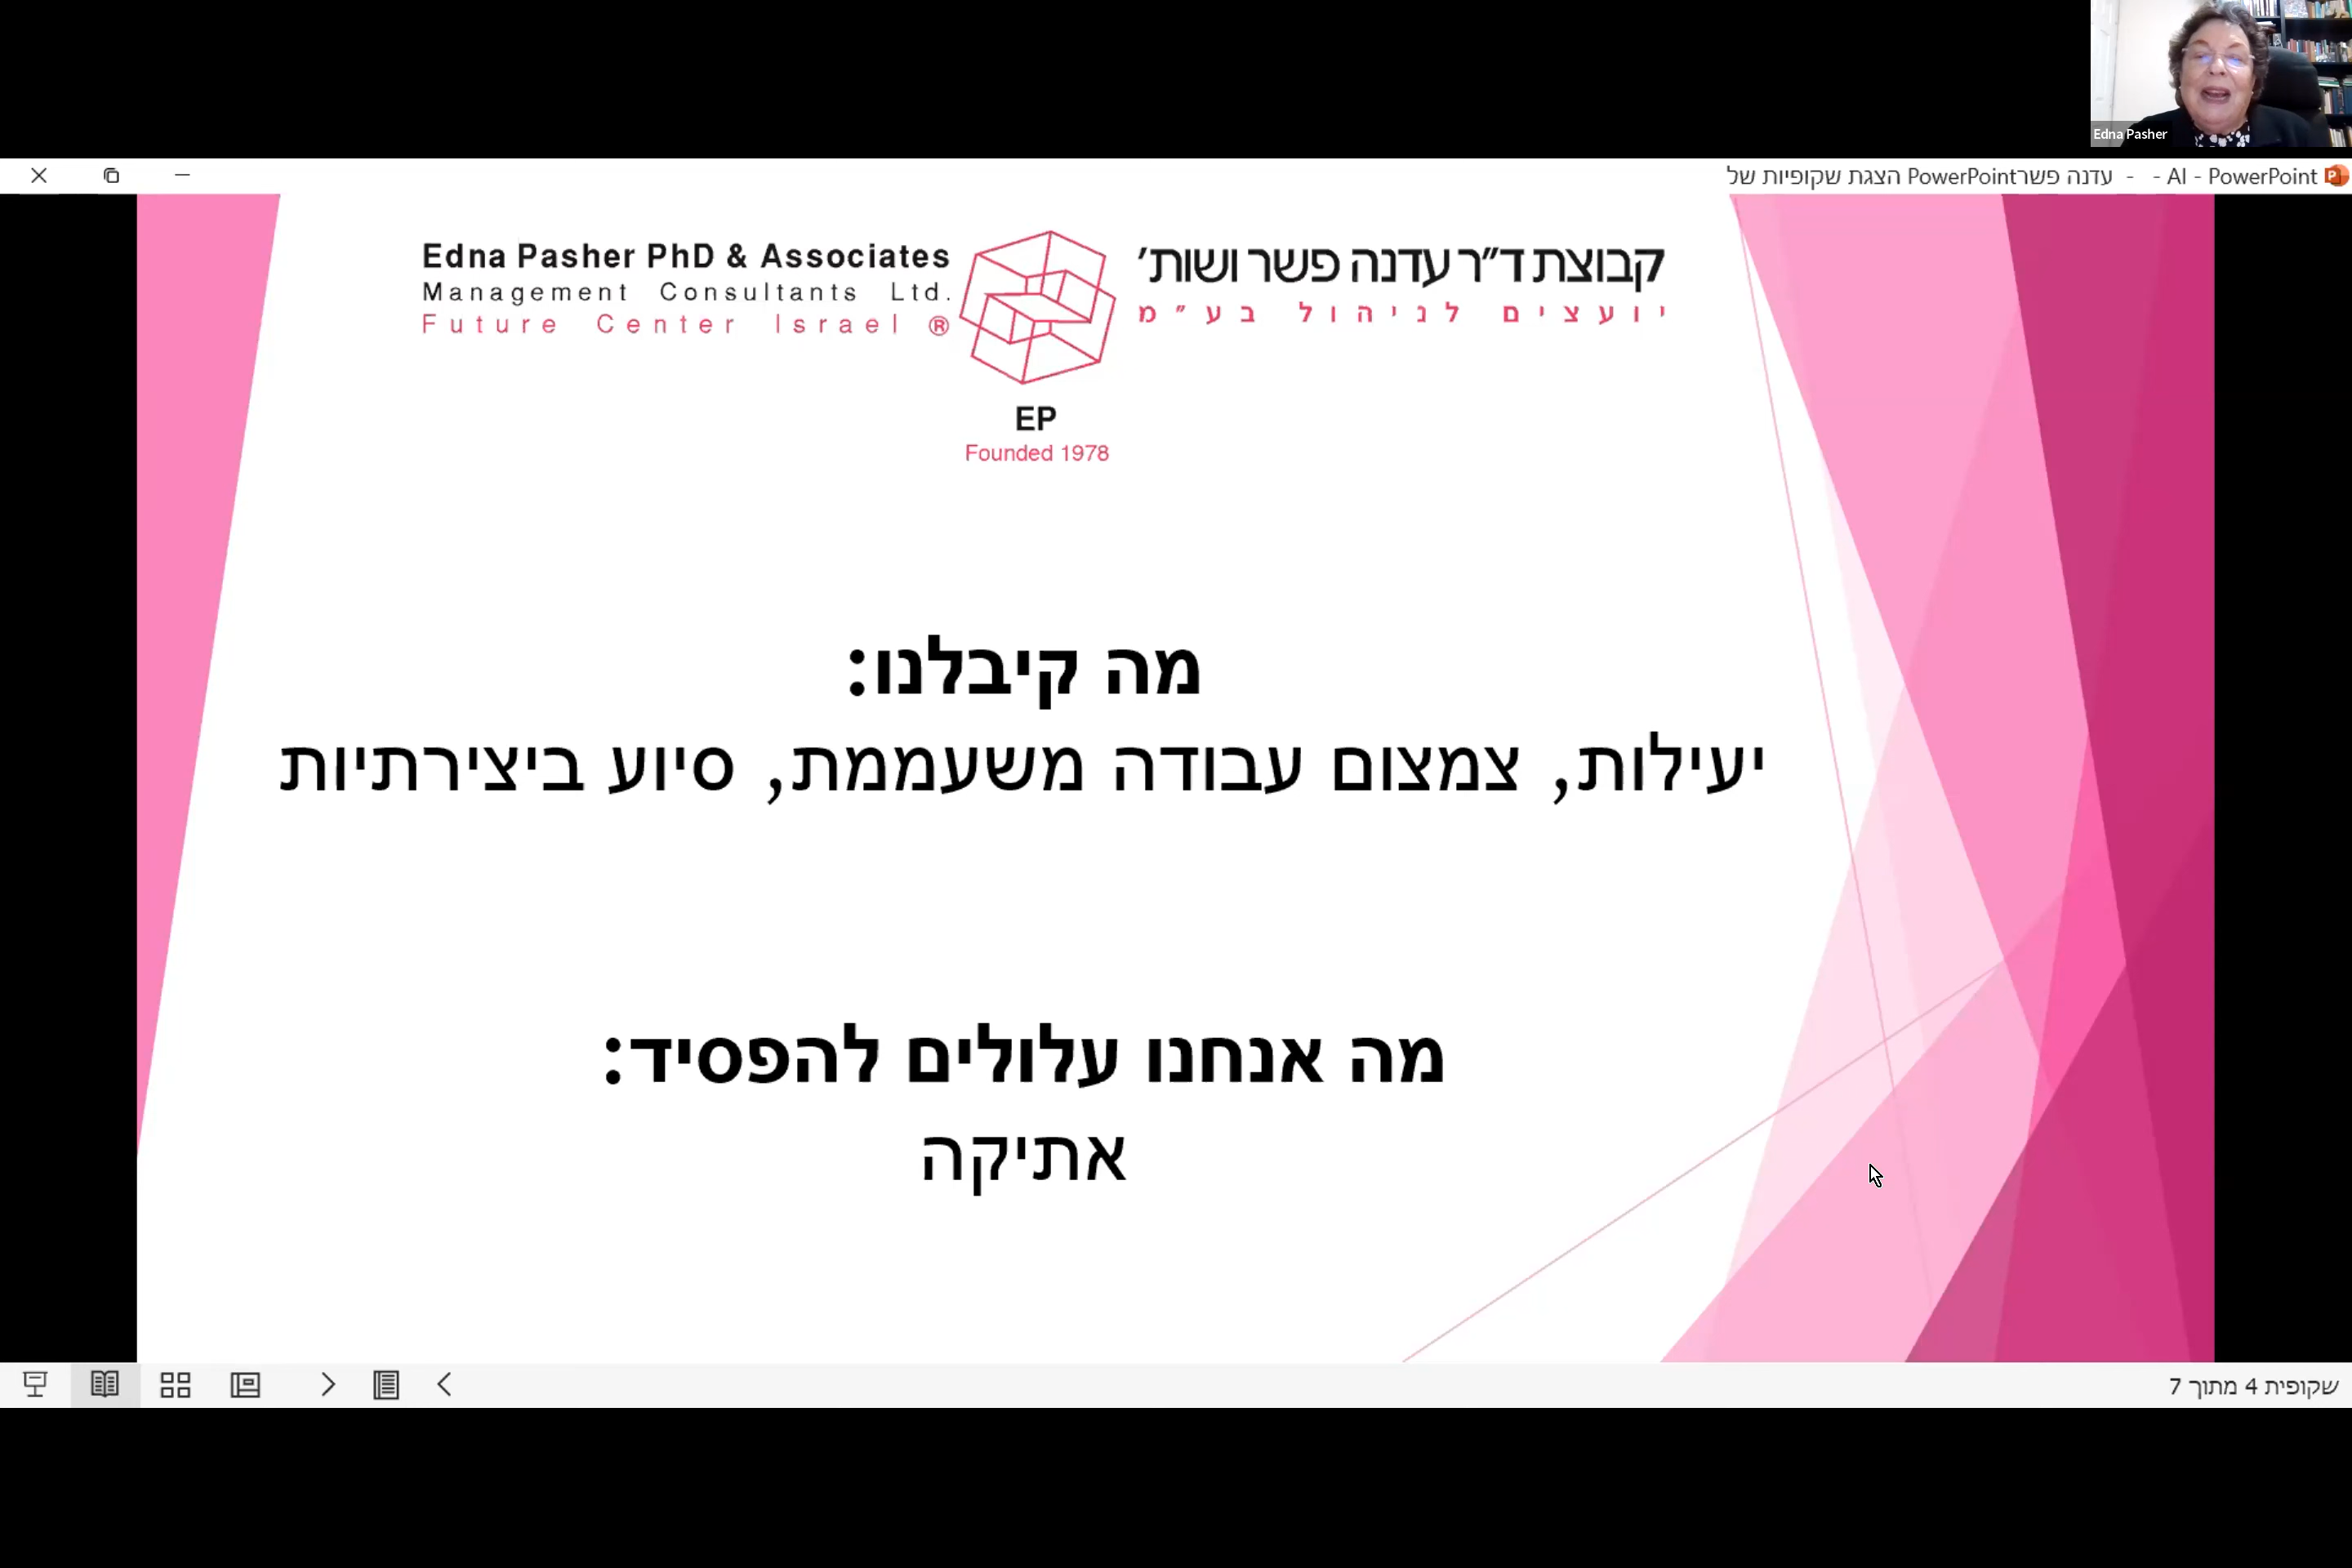 Edna Pasher
הצגת שקופיות של PowerPoint - עדנה פשר - AI - PowerPoint
Edna Pasher PhD & Associates
Management Consultants Ltd.
Future Center Israel ®
קבוצת ד״ר עדנה פשר ושות׳
יועצים לניהול בע״מ
EP
Founded 1978
מה קיבלנו:
יעילות, צמצום עבודה משעממת, סיוע ביצירתיות
מה אנחנו עלולים להפסיד:
אתיקה
שקופית 4 מתוך 7